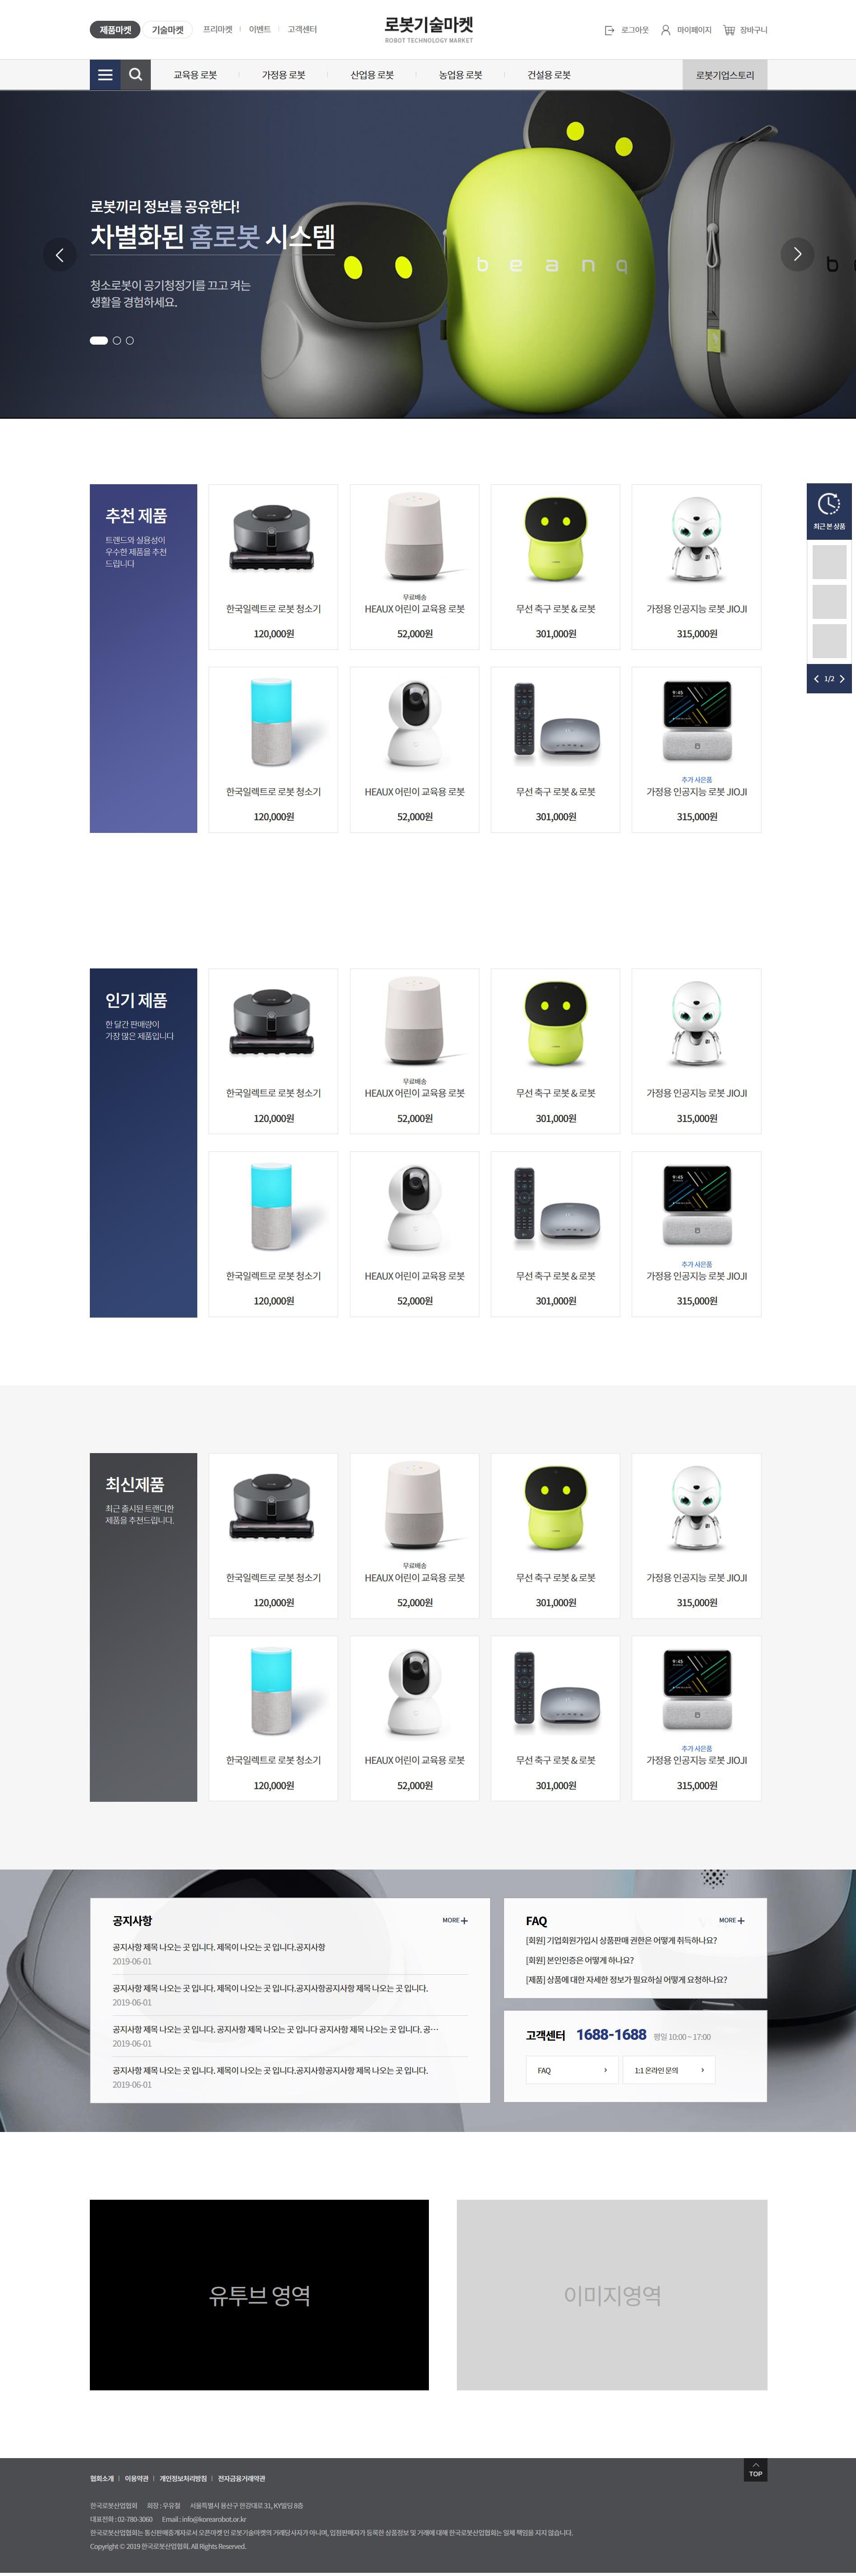 제품마켓
기술마켓
프리마켓
이벤트
고객센터
로봇기술마켓
ROBOT TECHNOLOGY MARKET
로그아웃
마이페이지
장바구니
교육용 로봇
가정용 로봇
산업용 로봇
농업용 로봇
건설용 로봇
로봇기업스토리
로봇끼리 정보를 공유한다!
차별화된 홈로봇 시스템
청소로봇이 공기청정기를 끄고 켜는
생활을 경험하세요.
beanq
b
추천 제품
트렌드와 실용성이
우수한 제품을 추천
드립니다
한국일렉트로 로봇 청소기
120,000원
무료배송
HEAUX 어린이 교육용 로봇
52,000원
무선 축구 로봇 & 로봇
301,000원
가정용 인공지능 로봇 JIOJI
315,000원
최근 본 상품
1/2
한국일렉트로 로봇 청소기
120,000원
HEAUX 어린이 교육용 로봇
52,000원
무선 축구 로봇 & 로봇
301,000원
9:45
추가 사은품
가정용 인공지능 로봇 JIOJI
315,000원
인기 제품
한 달간 판매량이
가장 많은 제품입니다
한국일렉트로 로봇 청소기
120,000원
무료배송
HEAUX 어린이 교육용 로봇
52,000원
무선 축구 로봇 & 로봇
301,000원
가정용 인공지능 로봇 JIOJI
315,000원
한국일렉트로 로봇 청소기
120,000원
HEAUX 어린이 교육용 로봇
52,000원
무선 축구 로봇 & 로봇
301,000원
9:45
추가 사은품
가정용 인공지능 로봇 JIOJI
315,000원
최신제품
최근 출시된 트랜디한
제품을 추천드립니다.
한국일렉트로 로봇 청소기
120,000원
무료배송
HEAUX 어린이 교육용 로봇
52,000원
무선 축구 로봇 & 로봇
301,000원
가정용 인공지능 로봇 JIOJI
315,000원
한국일렉트로 로봇 청소기
120,000원
HEAUX 어린이 교육용 로봇
52,000원
무선 축구 로봇 & 로봇
301,000원
9:45
추가 사은품
가정용 인공지능 로봇 JIOJI
315,000원
공지사항
MORE +
공지사항 제목 나오는 곳 입니다. 제목이 나오는 곳 입니다.공지사항
2019-06-01
공지사항 제목 나오는 곳 입니다. 제목이 나오는 곳 입니다.공지사항공지사항 제목 나오는 곳 입니다.
2019-06-01
공지사항 제목 나오는 곳 입니다. 공지사항 제목 나오는 곳 입니다 공지사항 제목 나오는 곳 입니다. 공···
2019-06-01
공지사항 제목 나오는 곳 입니다. 제목이 나오는 곳 입니다.공지사항공지사항 제목 나오는 곳 입니다.
2019-06-01
FAQ
MORE +
[회원] 기업회원가입시 상품판매 권한은 어떻게 취득하나요?
[회원] 본인인증은 어떻게 하나요?
[제품] 상품에 대한 자세한 정보가 필요하실 어떻게 요청하나요?
고객센터 1688-1688 평일 10:00 ~ 17:00
FAQ >
1:1 온라인 문의 >
유투브 영역
이미지영역
TOP
협회소개 | 이용약관 | 개인정보처리방침 | 전자금융거래약관
한국로봇산업협회 회장 : 우유철 서울특별시 용산구 한강대로 31, KY빌딩 8층
대표전화 : 02-780-3060 Email : info@korearobot.or.kr
한국로봇산업협회는 통신판매중개자로서 오픈마켓 인 로봇기술마켓의 거래당사자가 아니며, 입점판매자가 등록한 상품정보 및 거래에 대해 한국로봇산업협회는 일체 책임을 지지 않습니다.
Copyright © 2019 한국로봇산업협회. All Rights Reserved.